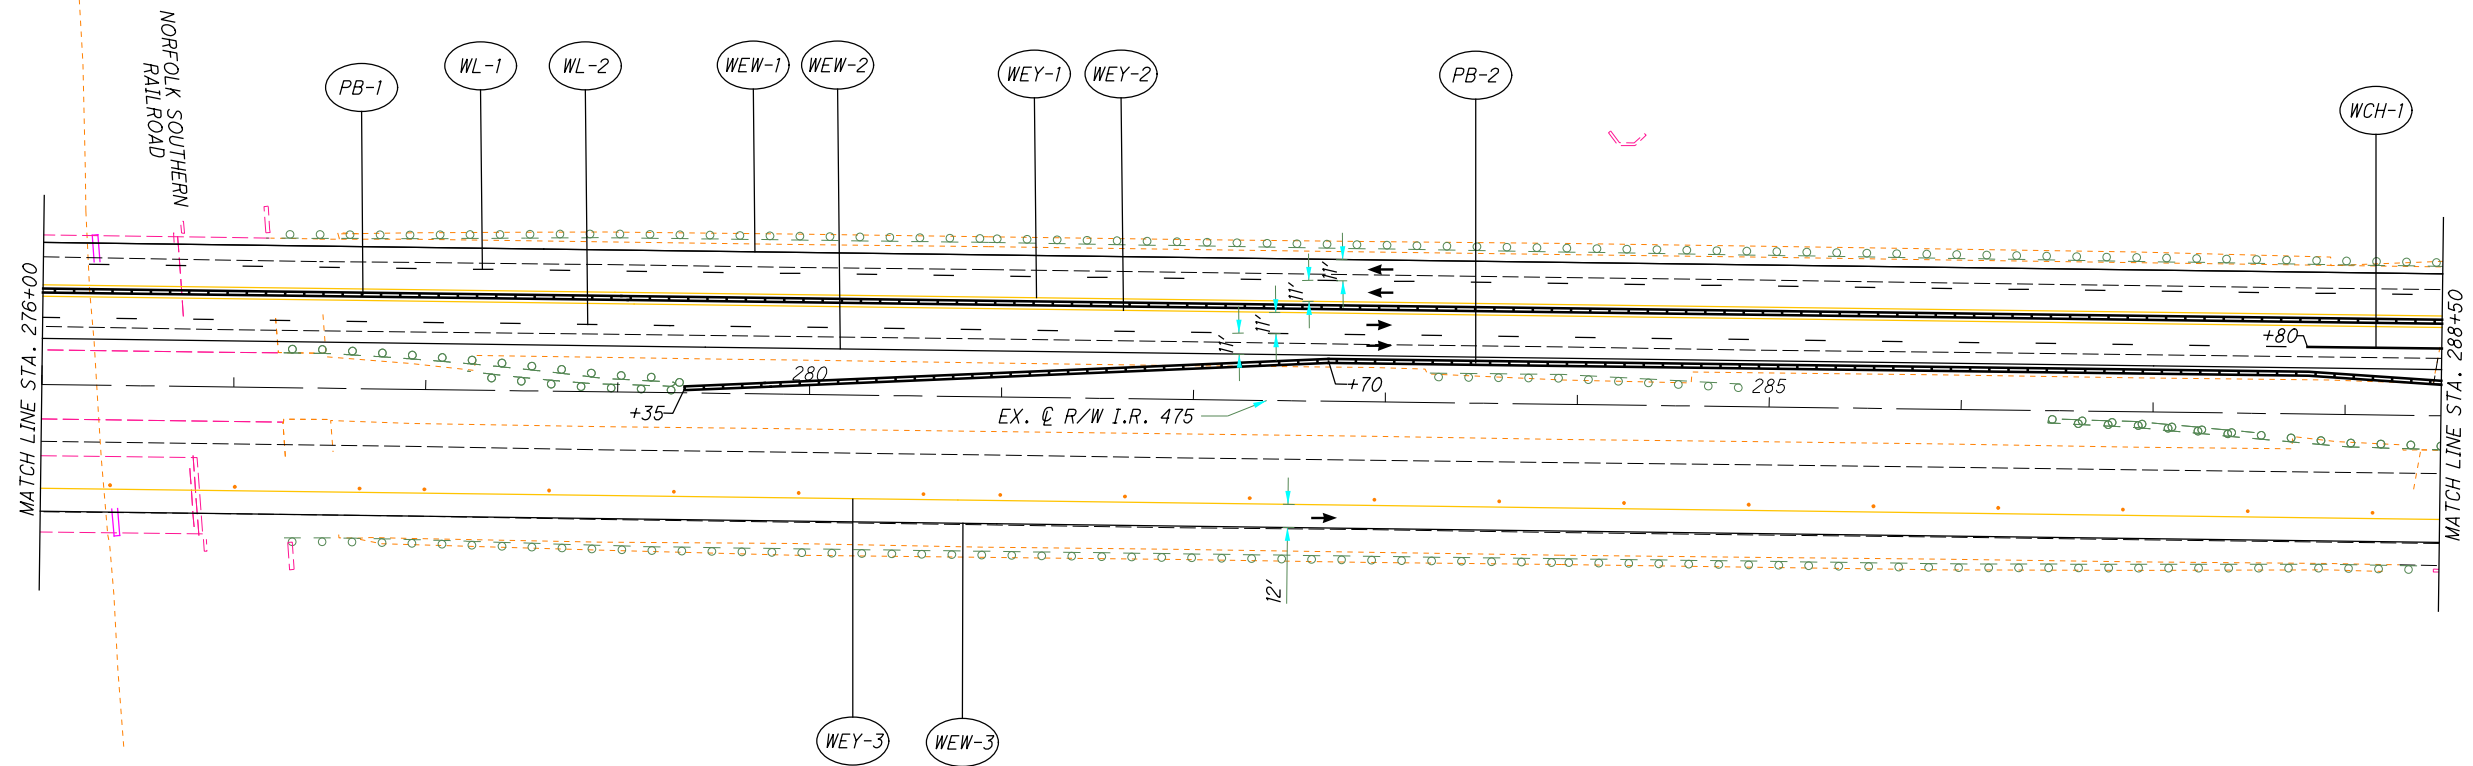 NORFOLK SOUTHERN
RAILROAD
PB-1
WL-1
WL-2
WEW-1
WEW-2
WEY-1
WEY-2
PB-2
WCH-1
MATCH LINE STA. 276+00
11'
11'
11'
11'
+80
280
+70
285
+35
EX. ℄ R/W I.R. 475
MATCH LINE STA. 288+50
12'
WEY-3
WEW-3